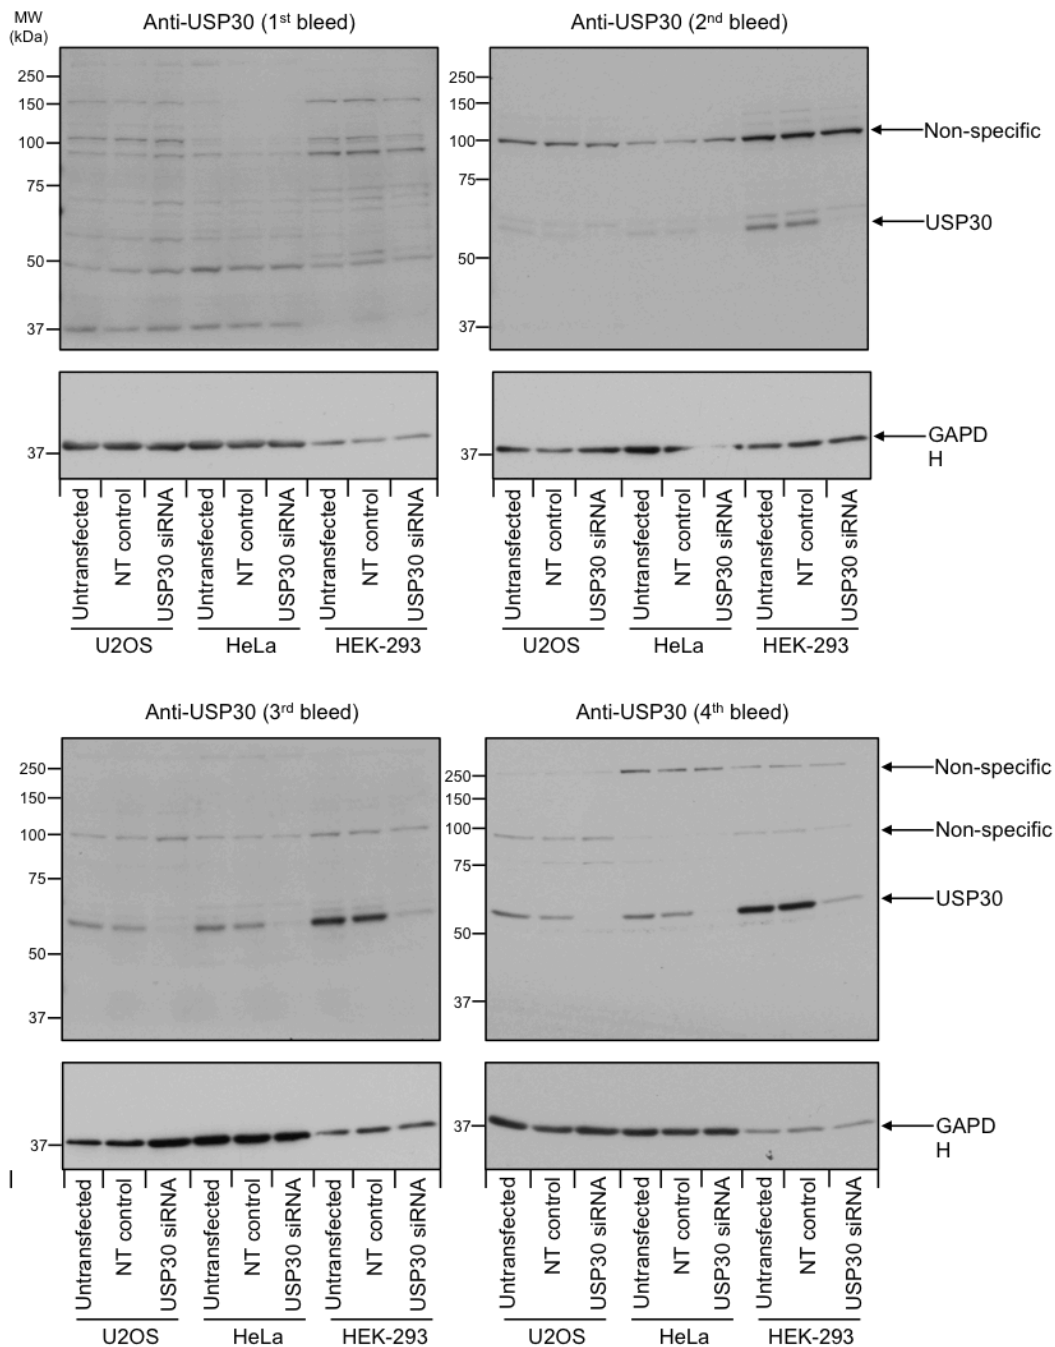 MW
(kDa)
Anti-USP30 (1st bleed)
250
150
100
75
50
37
37
Untransfected
NT control
USP30 siRNA
Untransfected
NT control
USP30 siRNA
Untransfected
NT control
USP30 siRNA
U2OS
HeLa
HEK-293
Anti-USP30 (2nd bleed)
250
150
100
75
50
37
Non-specific
USP30
37
GAPD
H
Untransfected
NT control
USP30 siRNA
Untransfected
NT control
USP30 siRNA
Untransfected
NT control
USP30 siRNA
U2OS
HeLa
HEK-293
Anti-USP30 (3rd bleed)
250
150
100
75
50
37
37
Untransfected
NT control
USP30 siRNA
Untransfected
NT control
USP30 siRNA
Untransfected
NT control
USP30 siRNA
U2OS
HeLa
HEK-293
Anti-USP30 (4th bleed)
250
150
100
75
50
37
Non-specific
Non-specific
USP30
37
GAPD
H
Untransfected
NT control
USP30 siRNA
Untransfected
NT control
USP30 siRNA
Untransfected
NT control
USP30 siRNA
U2OS
HeLa
HEK-293